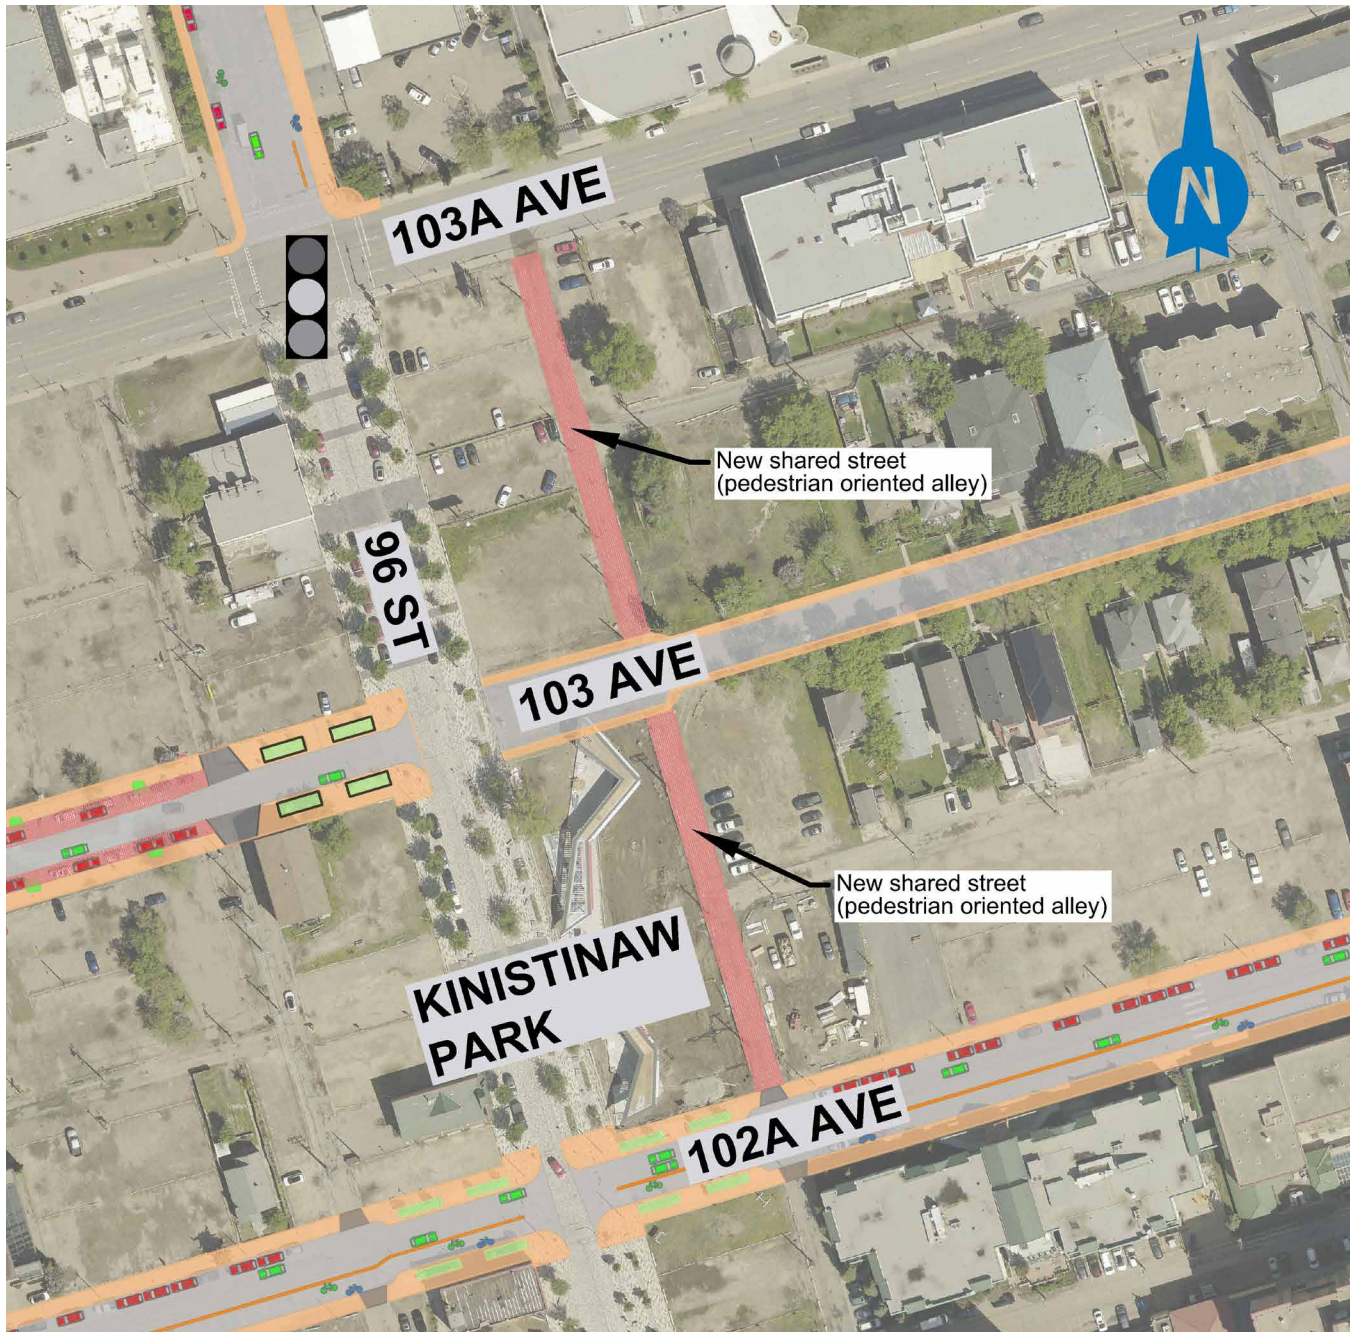 103A AVE
N
New shared street
(pedestrian oriented alley)
96 ST
103 AVE
New shared street
(pedestrian oriented alley)
KINISTINAW
PARK
102A AVE